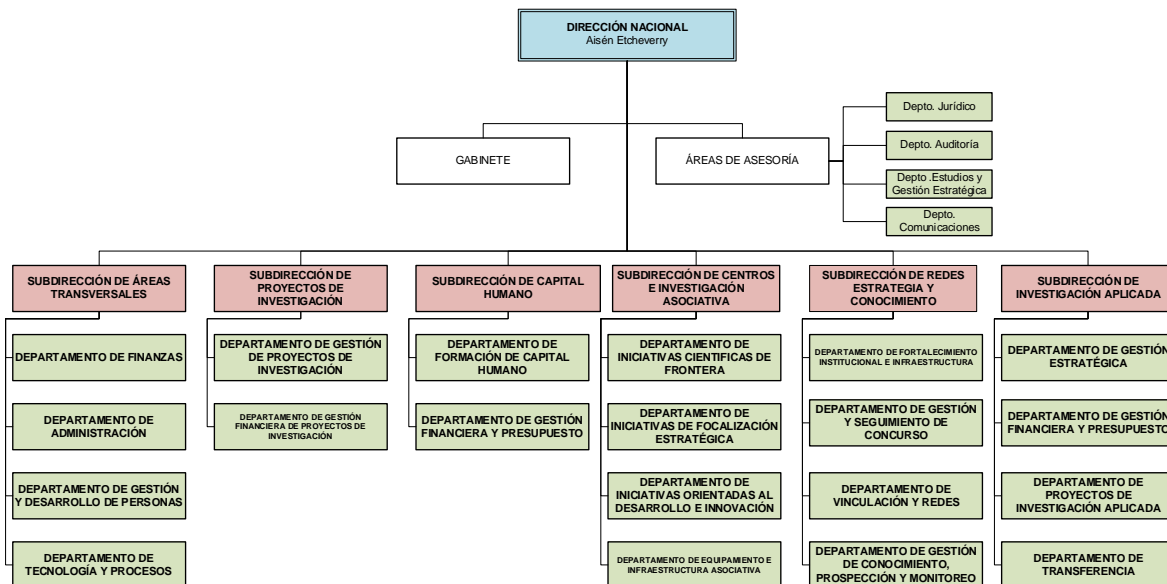 DIRECCIÓN NACIONAL
Aisén Etcheverry
GABINETE
ÁREAS DE ASESORÍA
Depto. Jurídico
Depto. Auditoría
Depto .Estudios y
Gestión Estratégica
Depto.
Comunicaciones
SUBDIRECCIÓN DE ÁREAS
TRANSVERSALES
DEPARTAMENTO DE FINANZAS
DEPARTAMENTO DE
ADMINISTRACIÓN
DEPARTAMENTO DE GESTIÓN
Y DESARROLLO DE PERSONAS
DEPARTAMENTO DE
TECNOLOGÍA Y PROCESOS
SUBDIRECCIÓN DE
PROYECTOS DE
INVESTIGACIÓN
DEPARTAMENTO DE GESTIÓN
DE PROYECTOS DE
INVESTIGACIÓN
DEPARTAMENTO DE GESTIÓN
FINANCIERA DE PROYECTOS DE
INVESTIGACIÓN
SUBDIRECCIÓN DE CAPITAL
HUMANO
DEPARTAMENTO DE
FORMACIÓN DE CAPITAL
HUMANO
DEPARTAMENTO DE GESTIÓN
FINANCIERA Y PRESUPUESTO
SUBDIRECCIÓN DE CENTROS
E INVESTIGACIÓN
ASOCIATIVA
DEPARTAMENTO DE
INICIATIVAS CIENTIFICAS DE
FRONTERA
DEPARTAMENTO DE
INICIATIVAS DE FOCALIZACIÓN
ESTRATÉGICA
DEPARTAMENTO DE
INICIATIVAS ORIENTADAS AL
DESARROLLO E INNOVACIÓN
DEPARTAMENTO DE EQUIPAMIENTO E
INFRAESTRUCTURA ASOCIATIVA
SUBDIRECCIÓN DE REDES
ESTRATEGIA Y
CONOCIMIENTO
DEPARTAMENTO DE FORTALECIMIENTO
INSTITUCIONAL E INFRAESTRUCTURA
DEPARTAMENTO DE GESTIÓN
Y SEGUIMIENTO DE
CONCURSO
DEPARTAMENTO DE
VINCULACIÓN Y REDES
DEPARTAMENTO DE GESTIÓN
DE CONOCIMIENTO,
PROSPECCIÓN Y MONITOREO
SUBDIRECCIÓN DE
INVESTIGACIÓN APLICADA
DEPARTAMENTO DE GESTIÓN
ESTRATÉGICA
DEPARTAMENTO DE GESTIÓN
FINANCIERA Y PRESUPUESTO
DEPARTAMENTO DE
PROYECTOS DE
INVESTIGACIÓN APLICADA
DEPARTAMENTO DE
TRANSFERENCIA